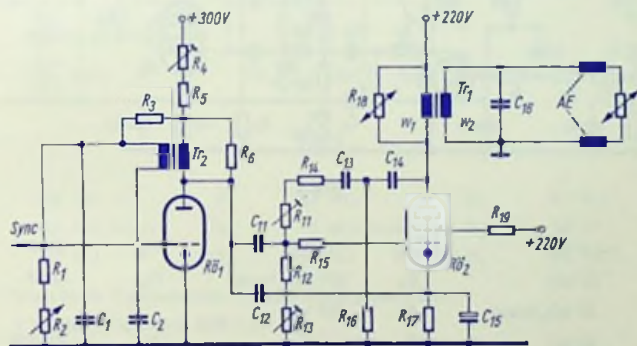 +300V
+220V
R4
R5
R3
Tr2
R6
R18
w1
Tr1
w2
C16
AE
R14
C13
C14
Sync
R1
R2
C1
C2
Rö1
C11
R11
R15
R12
C12
R13
R16
Rö2
R17
C15
R19
+220V